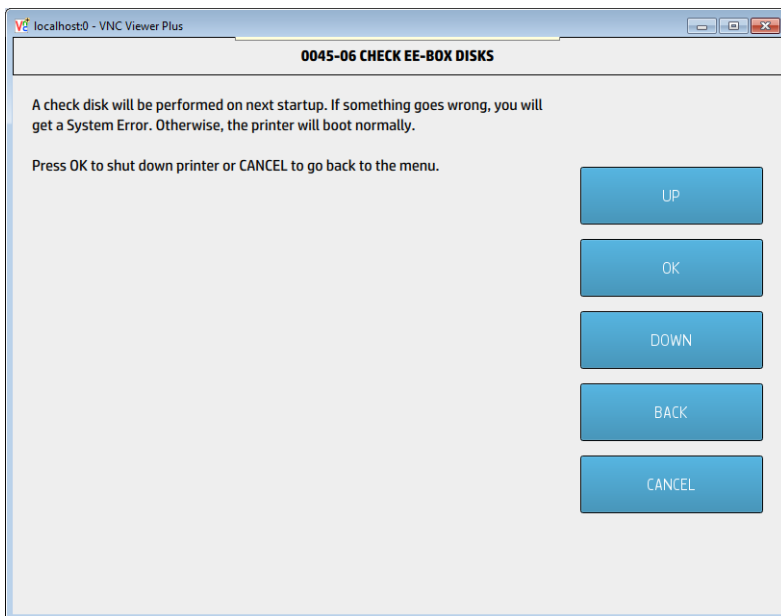 localhost:0 - VNC Viewer Plus
0045-06 CHECK EE-BOX DISKS
A check disk will be performed on next startup. If something goes wrong, you will
get a System Error. Otherwise, the printer will boot normally.
Press OK to shut down printer or CANCEL to go back to the menu.
UP
OK
DOWN
BACK
CANCEL